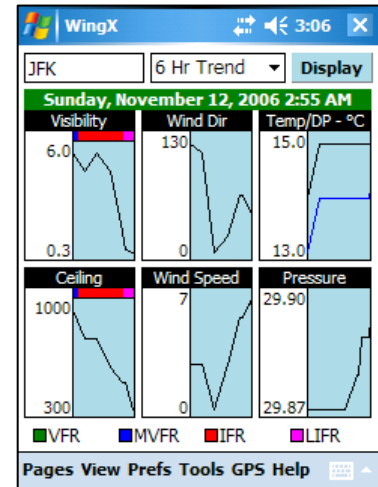 WingX 3:06
JFK 6 Hr Trend Display
Sunday, November 12, 2006 2:55 AM
Visibility Wind Dir Temp/DP - °C
6.0 130 15.0
0.3 0 13.0
Ceiling Wind Speed Pressure
1000 7 29.90
300 0 29.87
VFR MVFR IFR LIFR
Pages View Prefs Tools GPS Help